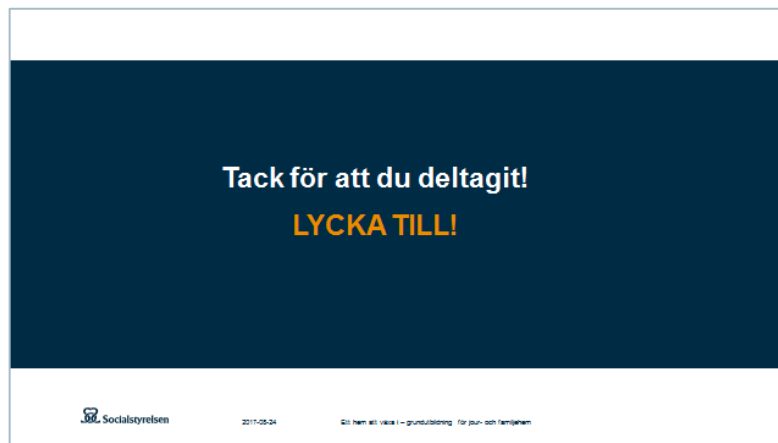 Tack för att du deltagit!
LYCKA TILL!
Socialstyrelsen
2017-05-24
Ett hem att växa i – grundutbildning för jour- och familjehem